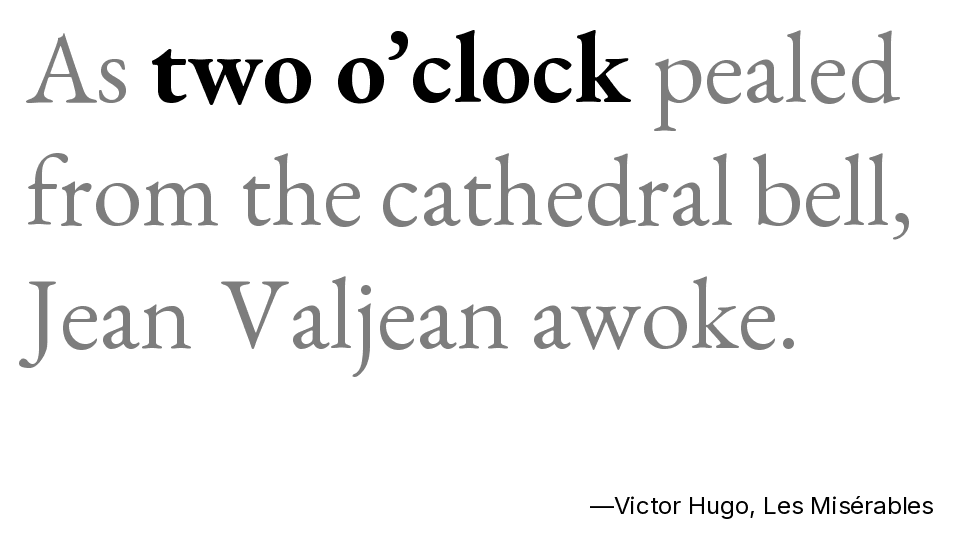 As two o’clock pealed
from the cathedral bell,
Jean Valjean awoke.
—Victor Hugo, Les Misérables